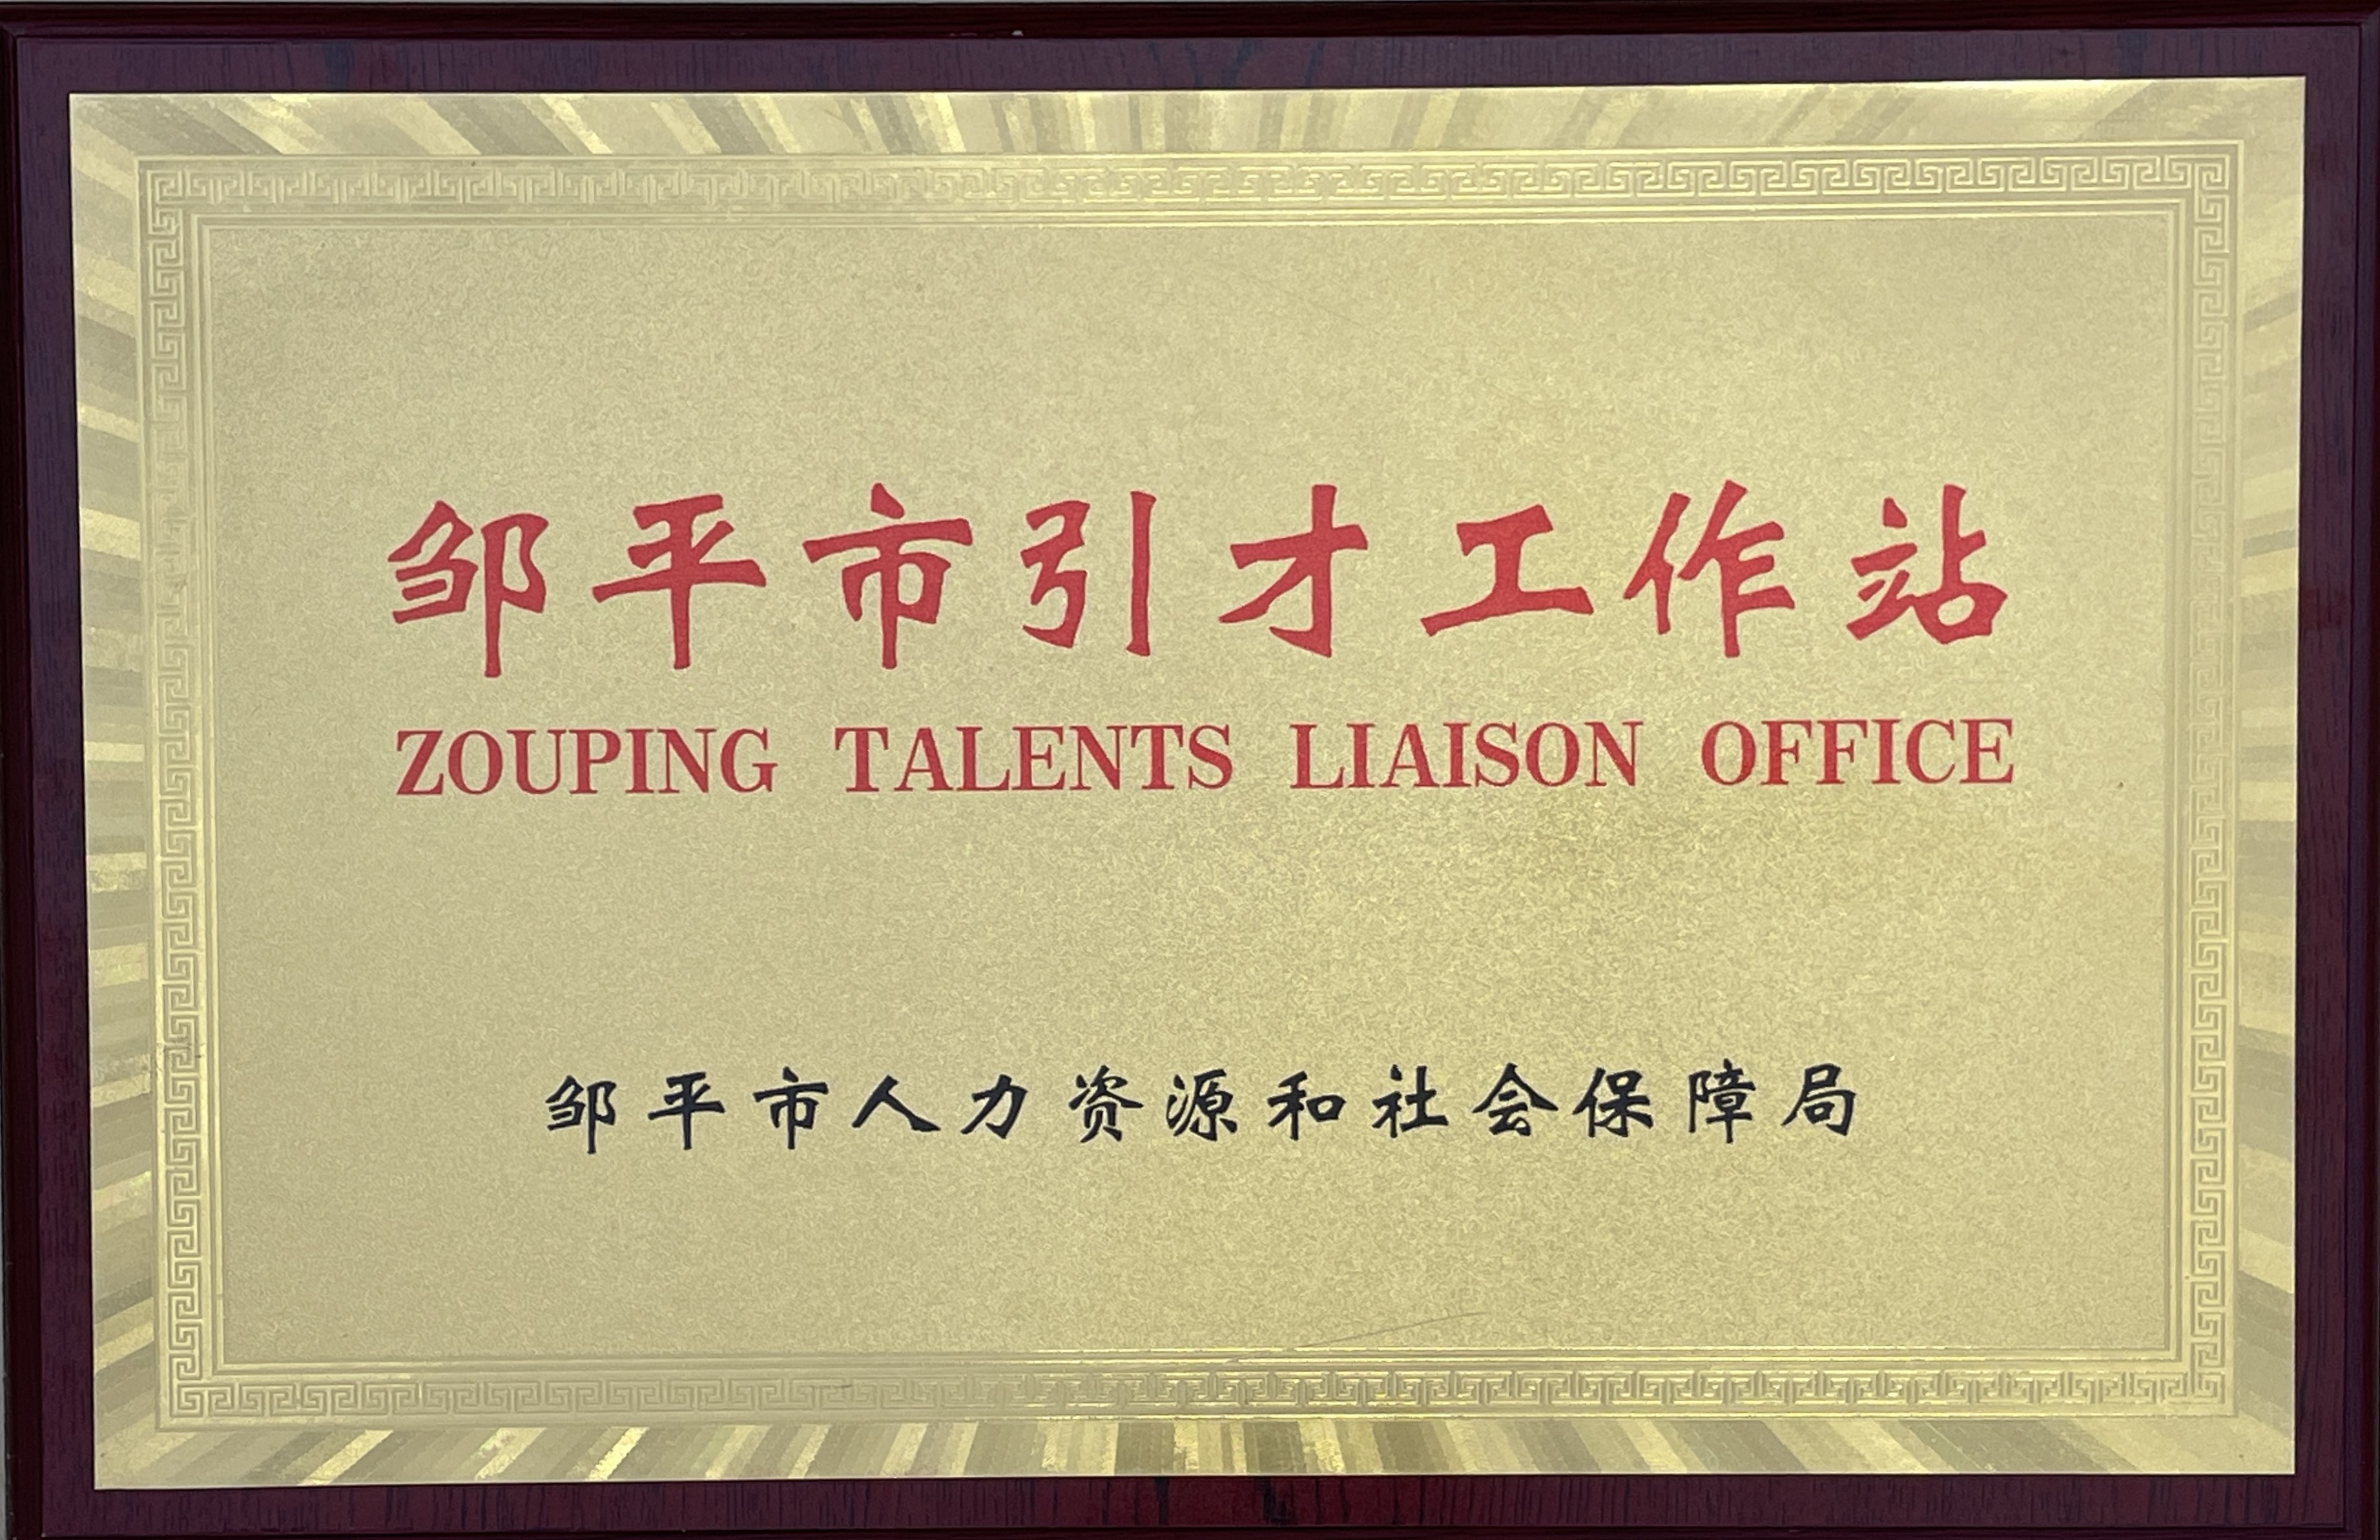 邹平市引才工作站
ZOUPING TALENTS LIAISON OFFICE
邹平市人力资源和社会保障局